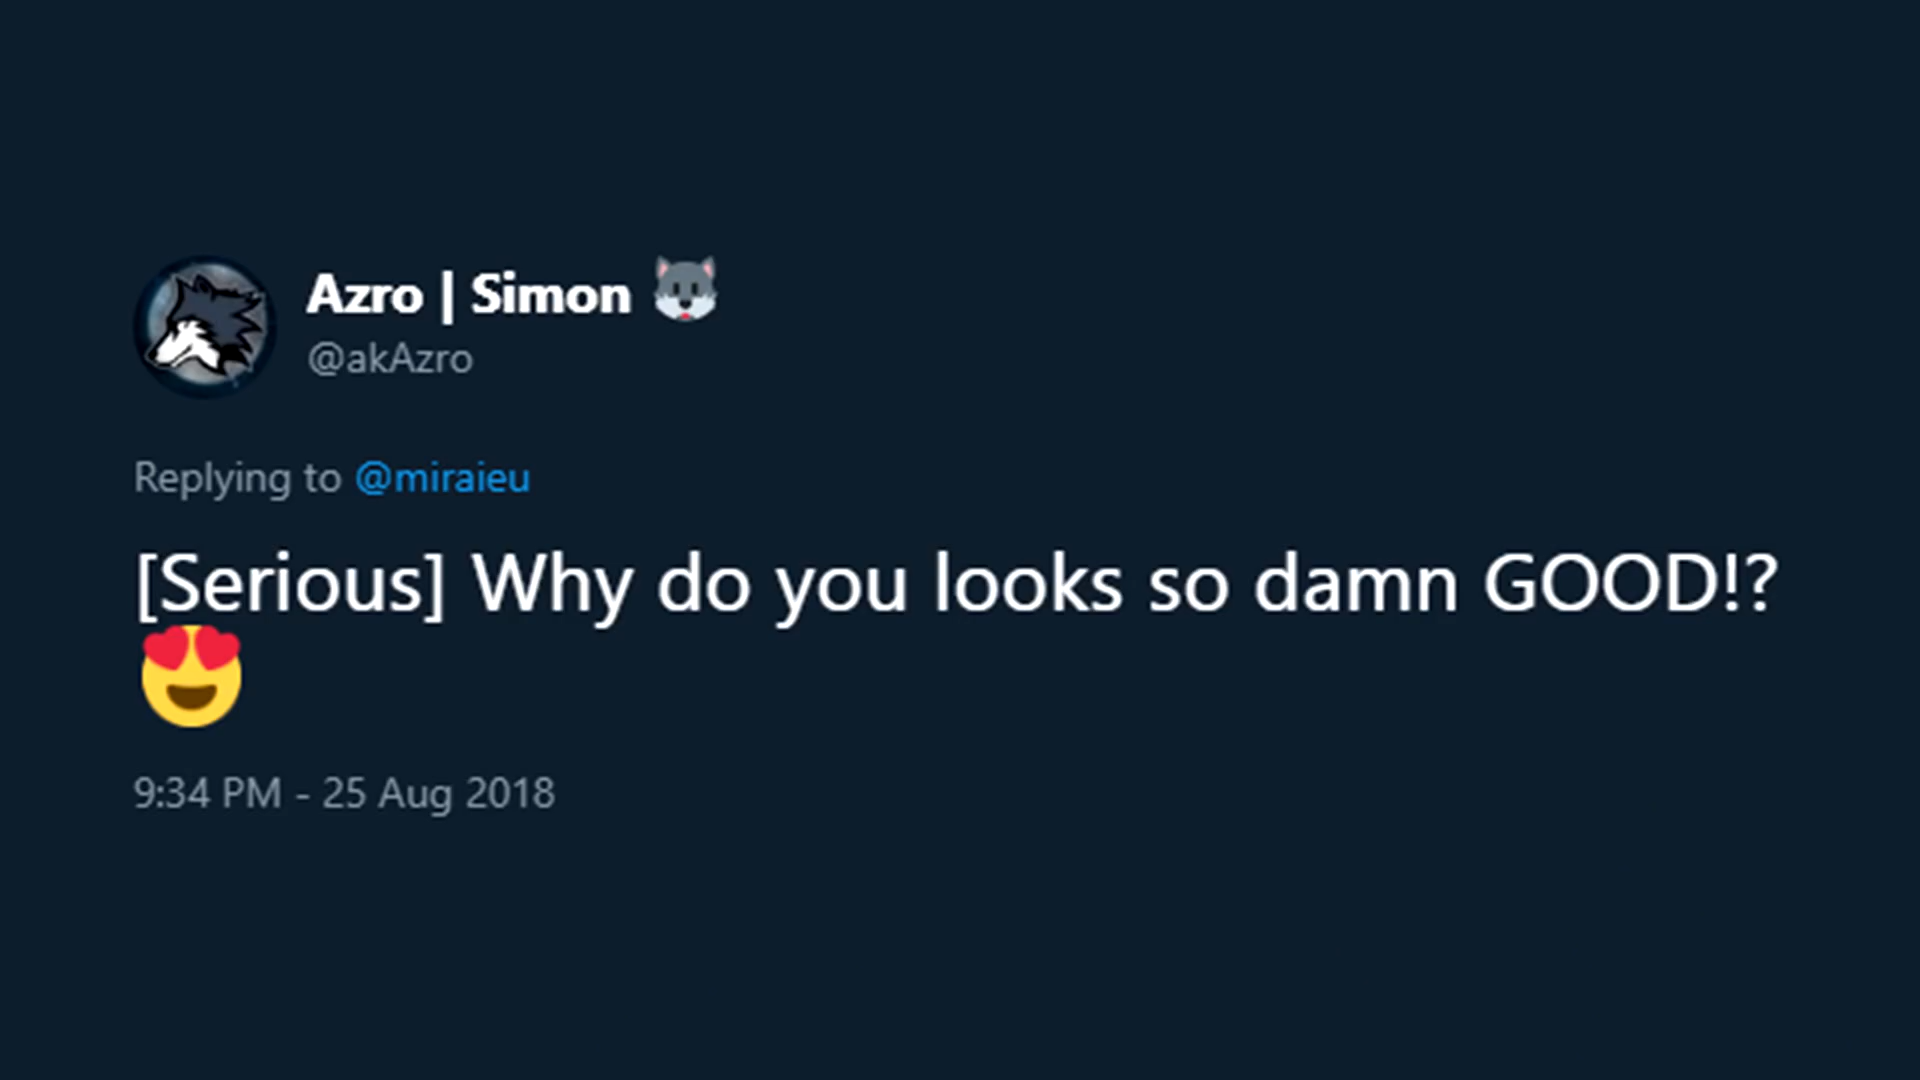 Azro | Simon 🐺
@akAzro
Replying to @miraieu
[Serious] Why do you looks so damn GOOD!?
😍
9:34 PM - 25 Aug 2018